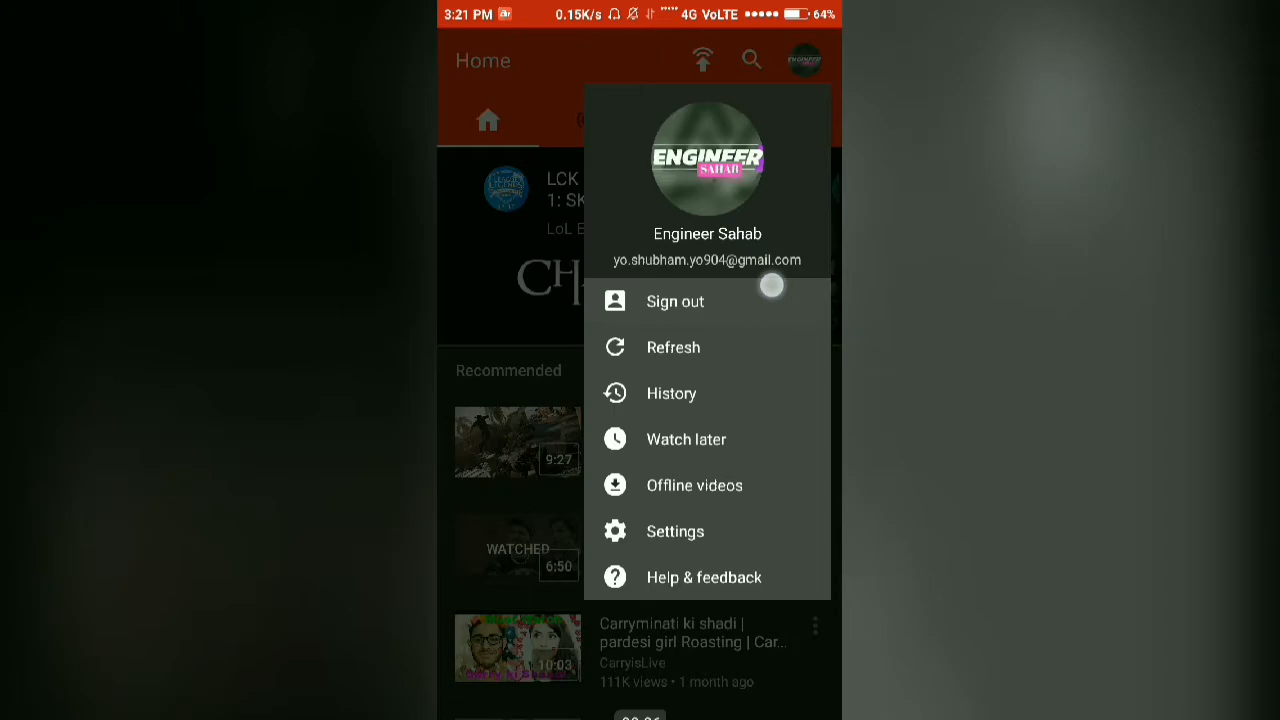 3:21 PM
0.15K/s
4G VoLTE
64%
Home
ENGINEER
SAHAB
Engineer Sahab
yo.shubham.yo904@gmail.com
Sign out
Refresh
History
Watch later
Offline videos
Settings
Help & feedback
LCK
1: SK
LoL E
CH
Recommended
9:27
WATCHED
6:50
Carryminati ki shadi |
pardesi girl Roasting | Car...
CarryisLive
111K views • 1 month ago
10:03